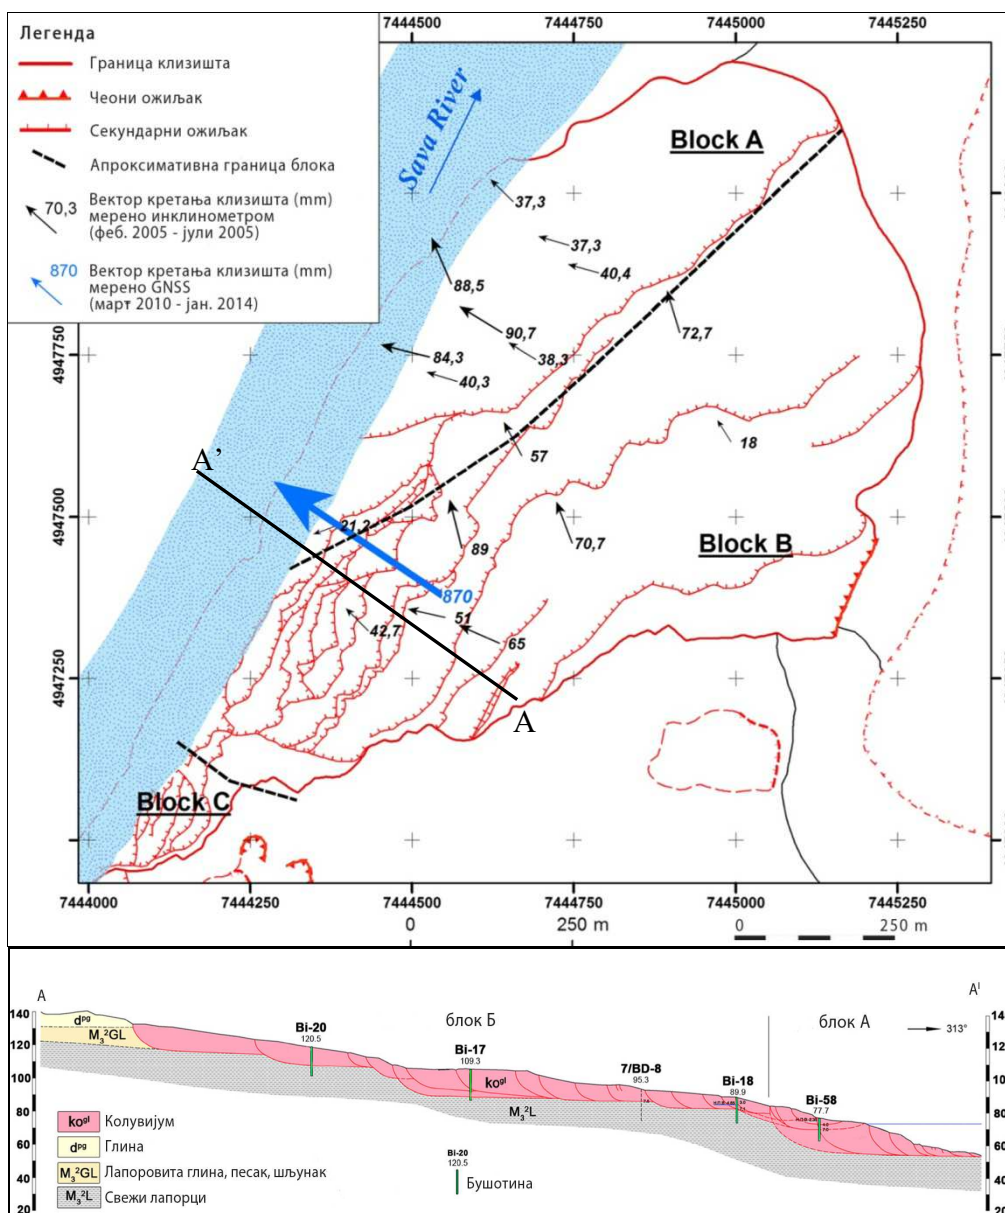 Легенда
Граница клизишта
Чеони ожиљак
Секундарни ожиљак
Апроксимативна граница блока
70,3
Вектор кретања клизишта (mm)
мерено инклинометром
(феб. 2005 - јули 2005)
870
Вектор кретања клизишта (mm)
мерено GNSS
(март 2010 - јан. 2014)
7444500
7444750
7445000
7445250
Sava River
Block A
37,3
37,3
40,4
88,5
90,7
72,7
84,3
38,3
40,3
4947750
18
57
A’
21,2
89
70,7
Block B
4947500
870
51
42,7
65
4947250
A
Block C
7444000
7444250
7444500
7444750
7445000
7445250
0
250 m
0
250 m
A
блок Б
блок А
Aᴵ
313°
140
120
100
80
60
40
20
dᵖᵍ
M₃²GL
Bi-20
120.5
Bi-17
109.3
koᵍˡ
7/BD-8
95.3
Bi-18
89.9
Bi-58
77.7
M₃²L
14
12
10
80
60
40
20
koᵍˡ Колувијум
dᵖᵍ Глина
M₃²GL Лапоровита глина, песак, шљунак
M₃²L Свежи лапорци
Bi-20
120.5
Бушотина